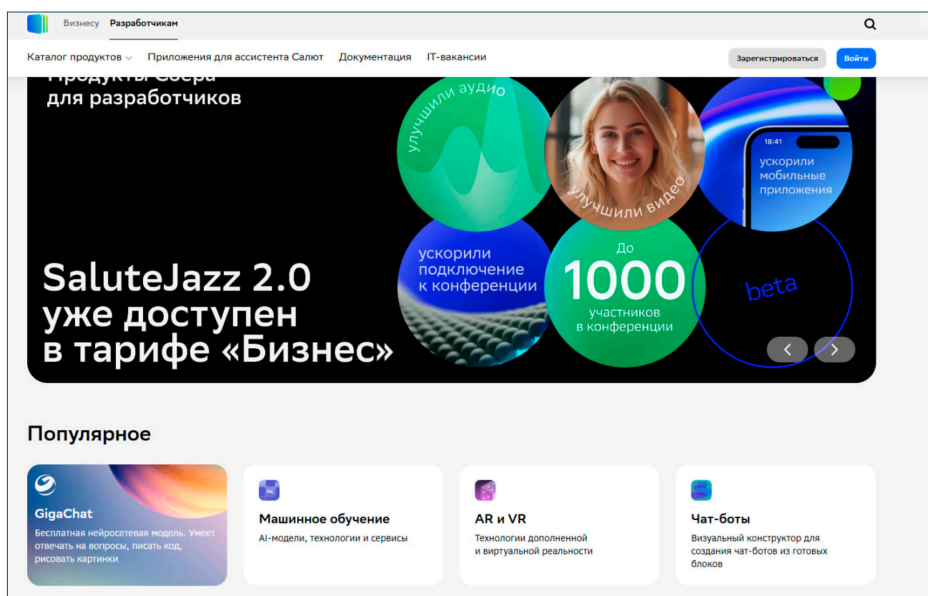 Бизнесу Разработчикам
Каталог продуктов Приложения для ассистента Салют Документация IT-вакансии Зарегистрироваться Войти
Продукты Сбера
для разработчиков
SaluteJazz 2.0
уже доступен
в тарифе «Бизнес»
улучшили аудио
улучшили видео
18:41
ускорили
мобильные
приложения
ускорили
подключение
к конференции
До
1000
участников
в конференции
beta
Популярное
GigaChat
Бесплатная нейросетевая модель. Умеет
отвечать на вопросы, писать код,
рисовать картинки
Машинное обучение
AI-модели, технологии и сервисы
AR и VR
Технологии дополненной
и виртуальной реальности
Чат-боты
Визуальный конструктор для
создания чат-ботов из готовых
блоков